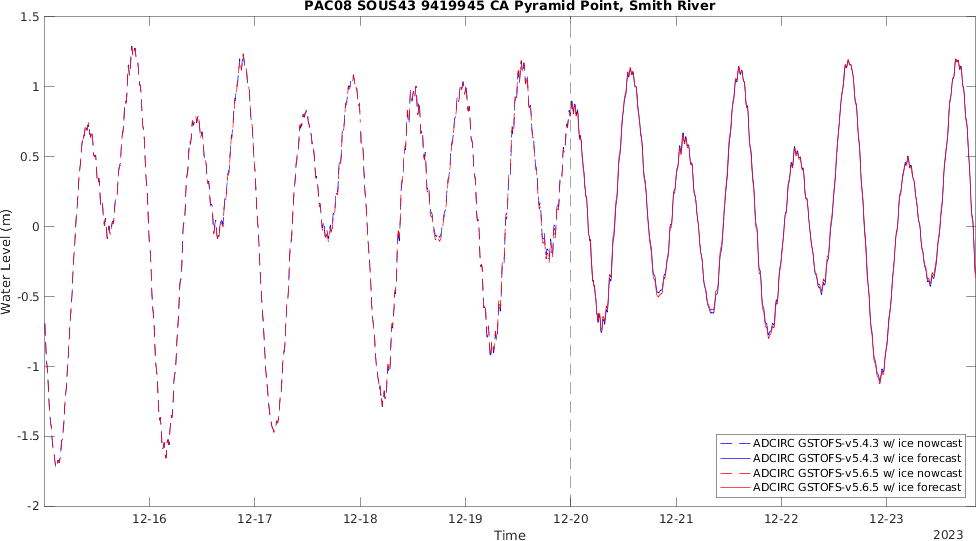 PAC08 SOUS43 9419945 CA Pyramid Point, Smith River
1.5
1
0.5
0
-0.5
-1
-1.5
-2
Water Level (m)
ADCIRC GSTOFS-v5.4.3 w/ ice nowcast
ADCIRC GSTOFS-v5.4.3 w/ ice forecast
ADCIRC GSTOFS-v5.6.5 w/ ice nowcast
ADCIRC GSTOFS-v5.6.5 w/ ice forecast
12-16 12-17 12-18 12-19 12-20 12-21 12-22 12-23
Time
2023